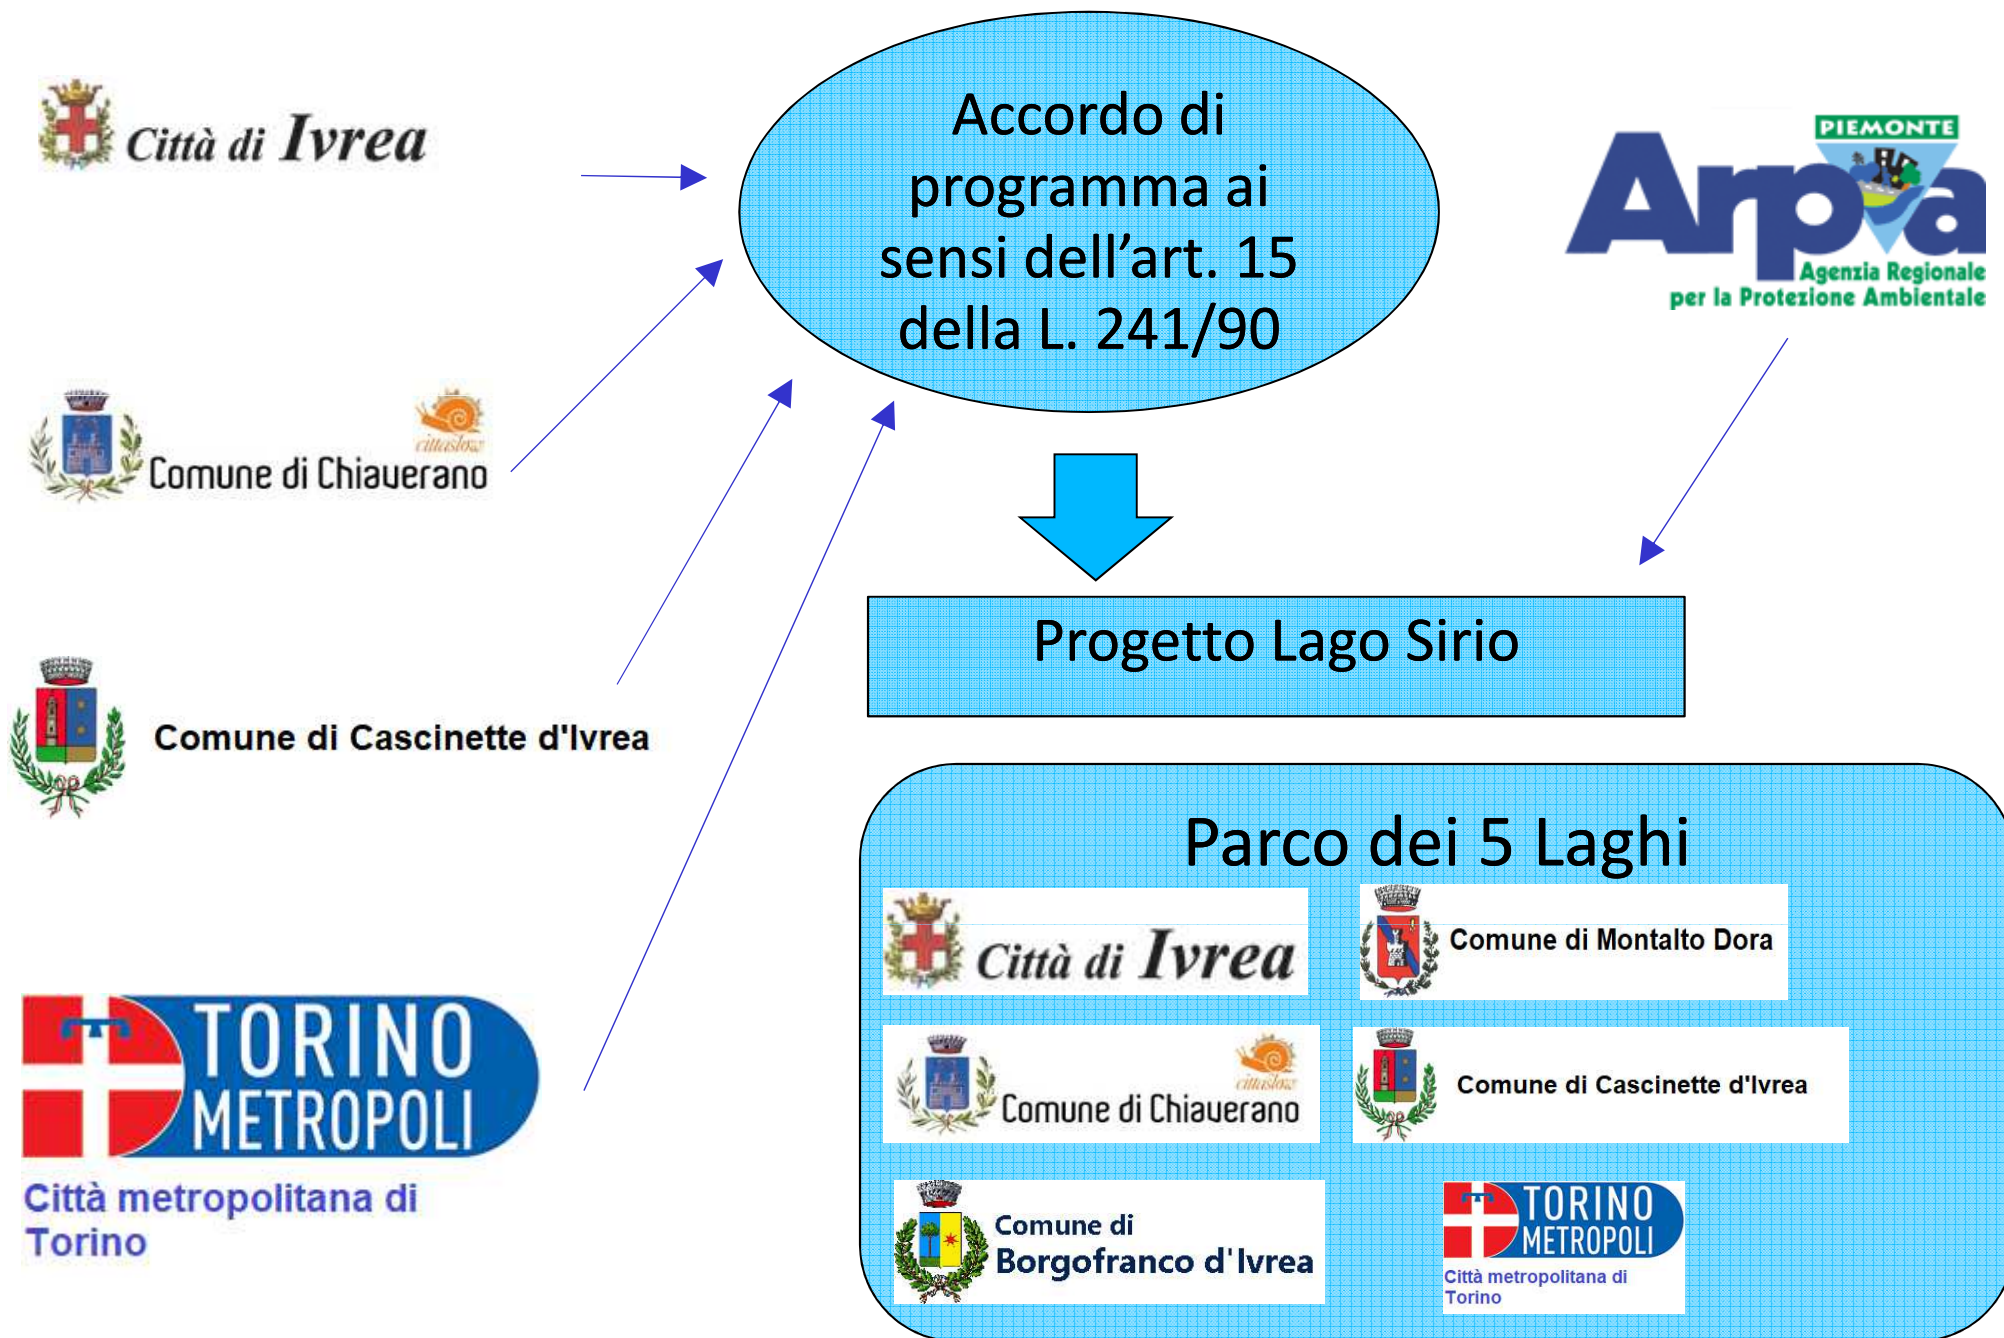 Città di Ivrea
Accordo di
programma ai
sensi dell’art. 15
della L. 241/90
PIEMONTE
Arpa
Agenzia Regionale
per la Protezione Ambientale
cittaslow
Comune di Chiaverano
Progetto Lago Sirio
Comune di Cascinette d'Ivrea
TORINO
METROPOLI
Città metropolitana di
Torino
Parco dei 5 Laghi
Città di Ivrea
Comune di Montalto Dora
cittaslow
Comune di Chiaverano
Comune di Cascinette d'Ivrea
Comune di
Borgofranco d'Ivrea
TORINO
METROPOLI
Città metropolitana di
Torino